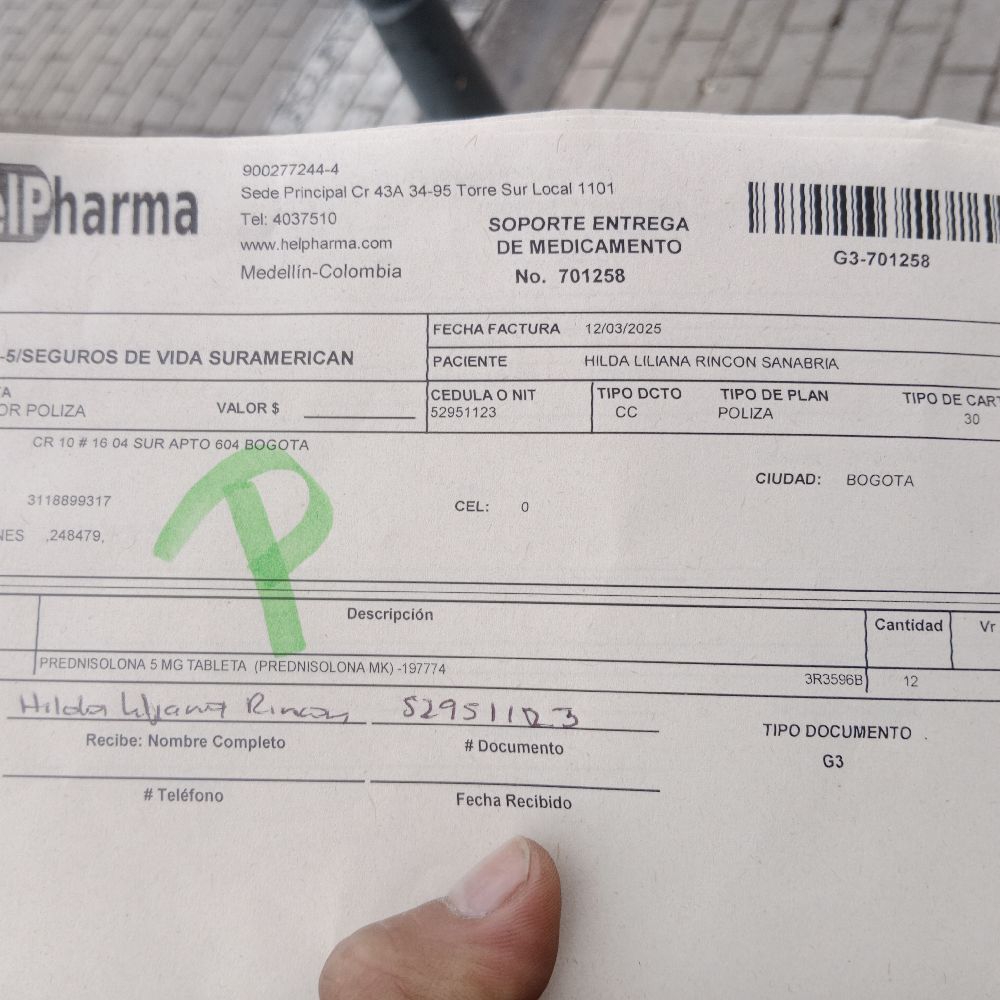 elPharma
900277244-4
Sede Principal Cr 43A 34-95 Torre Sur Local 1101
Tel: 4037510
www.helpharma.com
Medellín-Colombia
SOPORTE ENTREGA
DE MEDICAMENTO
No. 701258
G3-701258
-5/SEGUROS DE VIDA SURAMERICAN
FECHA FACTURA 12/03/2025
PACIENTE HILDA LILIANA RINCON SANABRIA
OR POLIZA VALOR $
CEDULA O NIT TIPO DCTO TIPO DE PLAN TIPO DE CART
52951123 CC POLIZA 30
CR 10 # 16 04 SUR APTO 604 BOGOTA
CIUDAD: BOGOTA
3118899317 CEL: 0
NES ,248479,
P
Descripción Cantidad Vr
PREDNISOLONA 5 MG TABLETA (PREDNISOLONA MK) -197774 3R3596B 12
Hilda Liliana Rincon 52951123
Recibe: Nombre Completo # Documento
TIPO DOCUMENTO
G3
# Teléfono Fecha Recibido